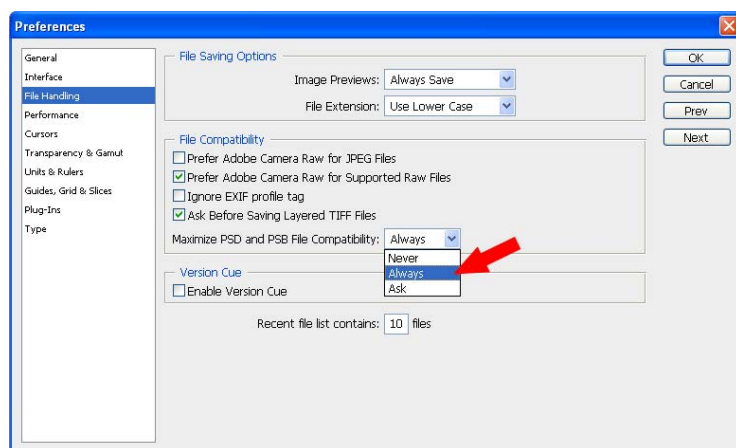 Preferences
General
Interface
File Handling
Performance
Cursors
Transparency & Gamut
Units & Rulers
Guides, Grid & Slices
Plug-Ins
Type
File Saving Options
Image Previews: Always Save
File Extension: Use Lower Case
File Compatibility
Prefer Adobe Camera Raw for JPEG Files
Prefer Adobe Camera Raw for Supported Raw Files
Ignore EXIF profile tag
Ask Before Saving Layered TIFF Files
Maximize PSD and PSB File Compatibility: Always
Never
Always
Ask
Version Cue
Enable Version Cue
Recent file list contains: 10 files
OK
Cancel
Prev
Next